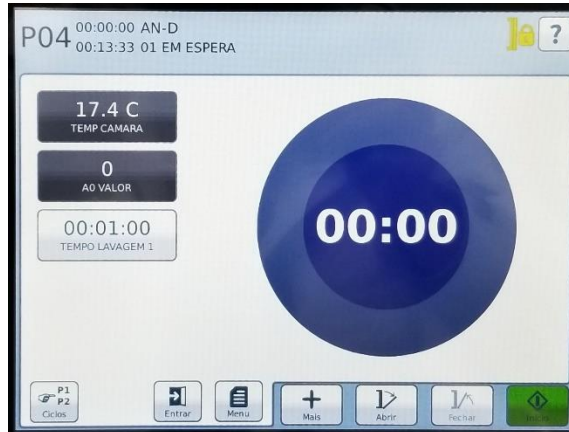 P04
00:00:00 AN-D
00:13:33 01 EM ESPERA
?
17.4 C
TEMP CAMARA
0
A0 VALOR
00:01:00
TEMPO LAVAGEM 1
00:00
P1
P2
Ciclos
Entrar
Menu
Mais
Abrir
Fechar
Início